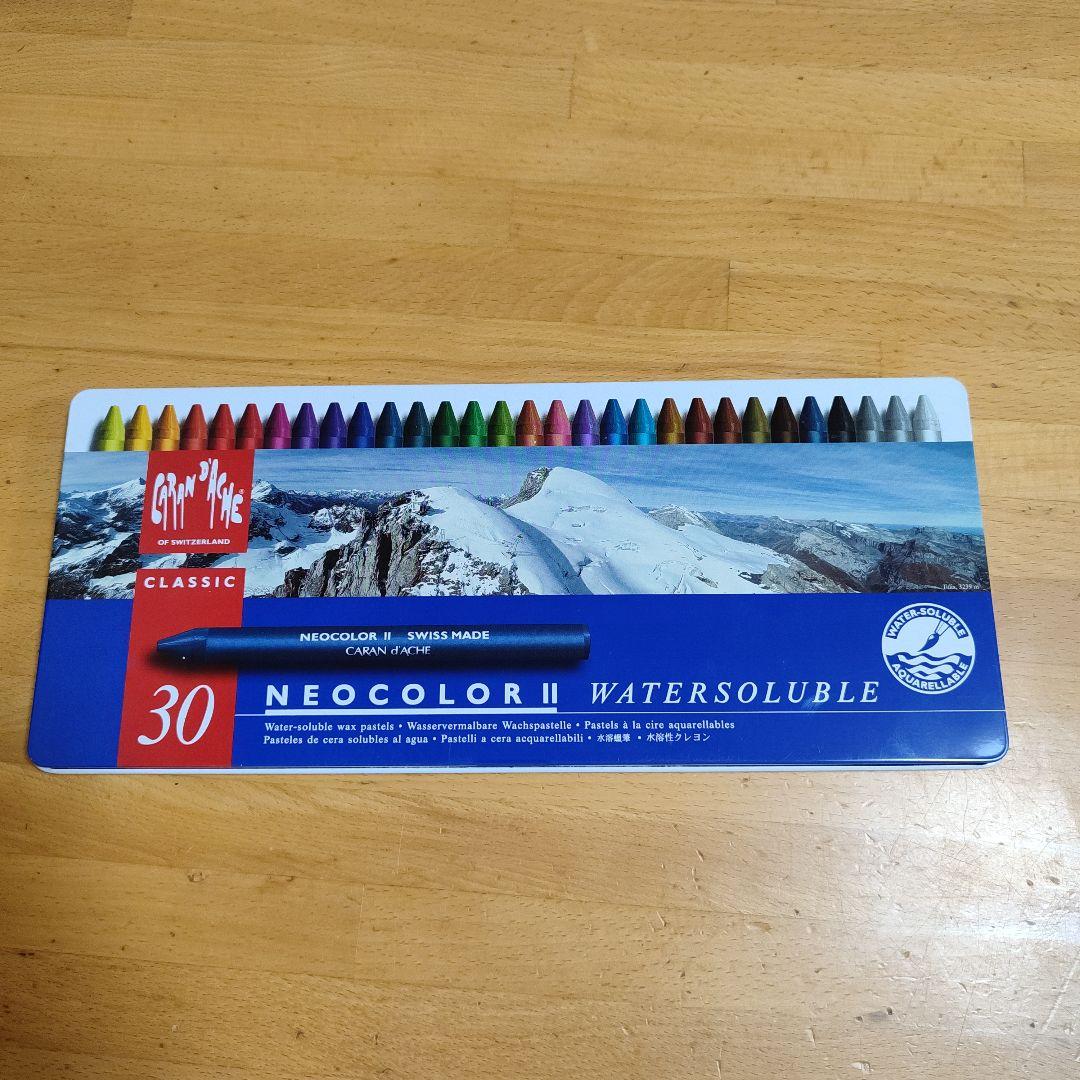 CARAN D'ACHE
OF SWITZERLAND
CLASSIC
30
NEOCOLOR II SWISS MADE
CARAN d'ACHE
Titlis, 3239 m
WATER-SOLUBLE
AQUARELLABLE
NEOCOLOR II WATERSOLUBLE
Water-soluble wax pastels • Wasservermalbare Wachspastelle • Pastels à la cire aquarellables
Pasteles de cera solubles al agua • Pastelli a cera acquarellabili • 水溶蠟筆 • 水溶性クレヨン